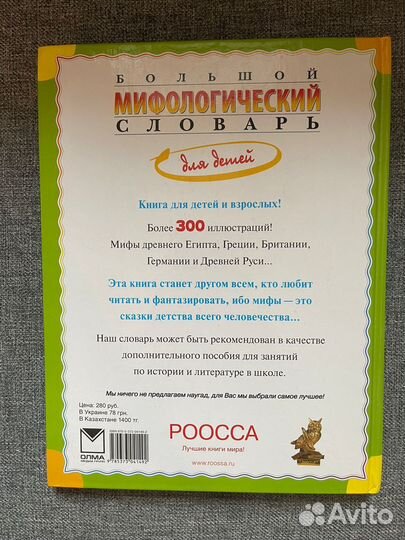 БОЛЬШОЙ
МИФОЛОГИЧЕСКИЙ
СЛОВАРЬ
для детей
Книга для детей и взрослых!
Более 300 иллюстраций!
Мифы древнего Египта, Греции, Британии,
Германии и Древней Руси...
Эта книга станет другом всем, кто любит
читать и фантазировать, ибо мифы — это
сказки детства всего человечества...
Наш словарь может быть рекомендован в качестве
дополнительного пособия для занятий
по истории и литературе в школе.
Мы ничего не предлагаем наугад, для Вас мы выбрали самое лучшее!
Цена: 280 руб.
В Украине 78 грн.
В Казахстане 1400 тг.
ОЛМА
9 785373 041492
РООССА
Лучшие книги мира!
www.roossa.ru
Avito